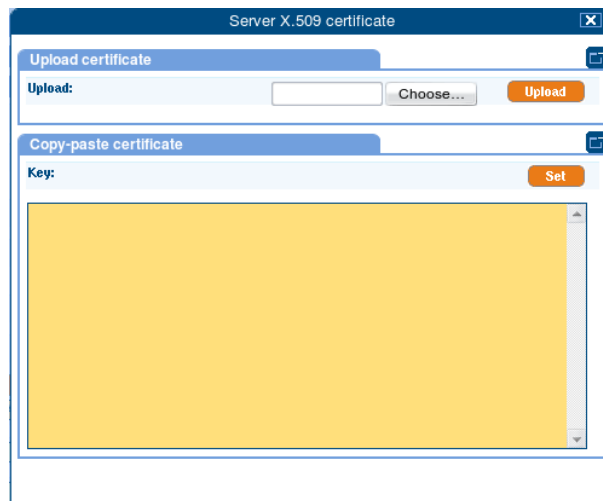 Server X.509 certificate
Upload certificate
Upload:
Choose...
Upload
Copy-paste certificate
Key:
Set